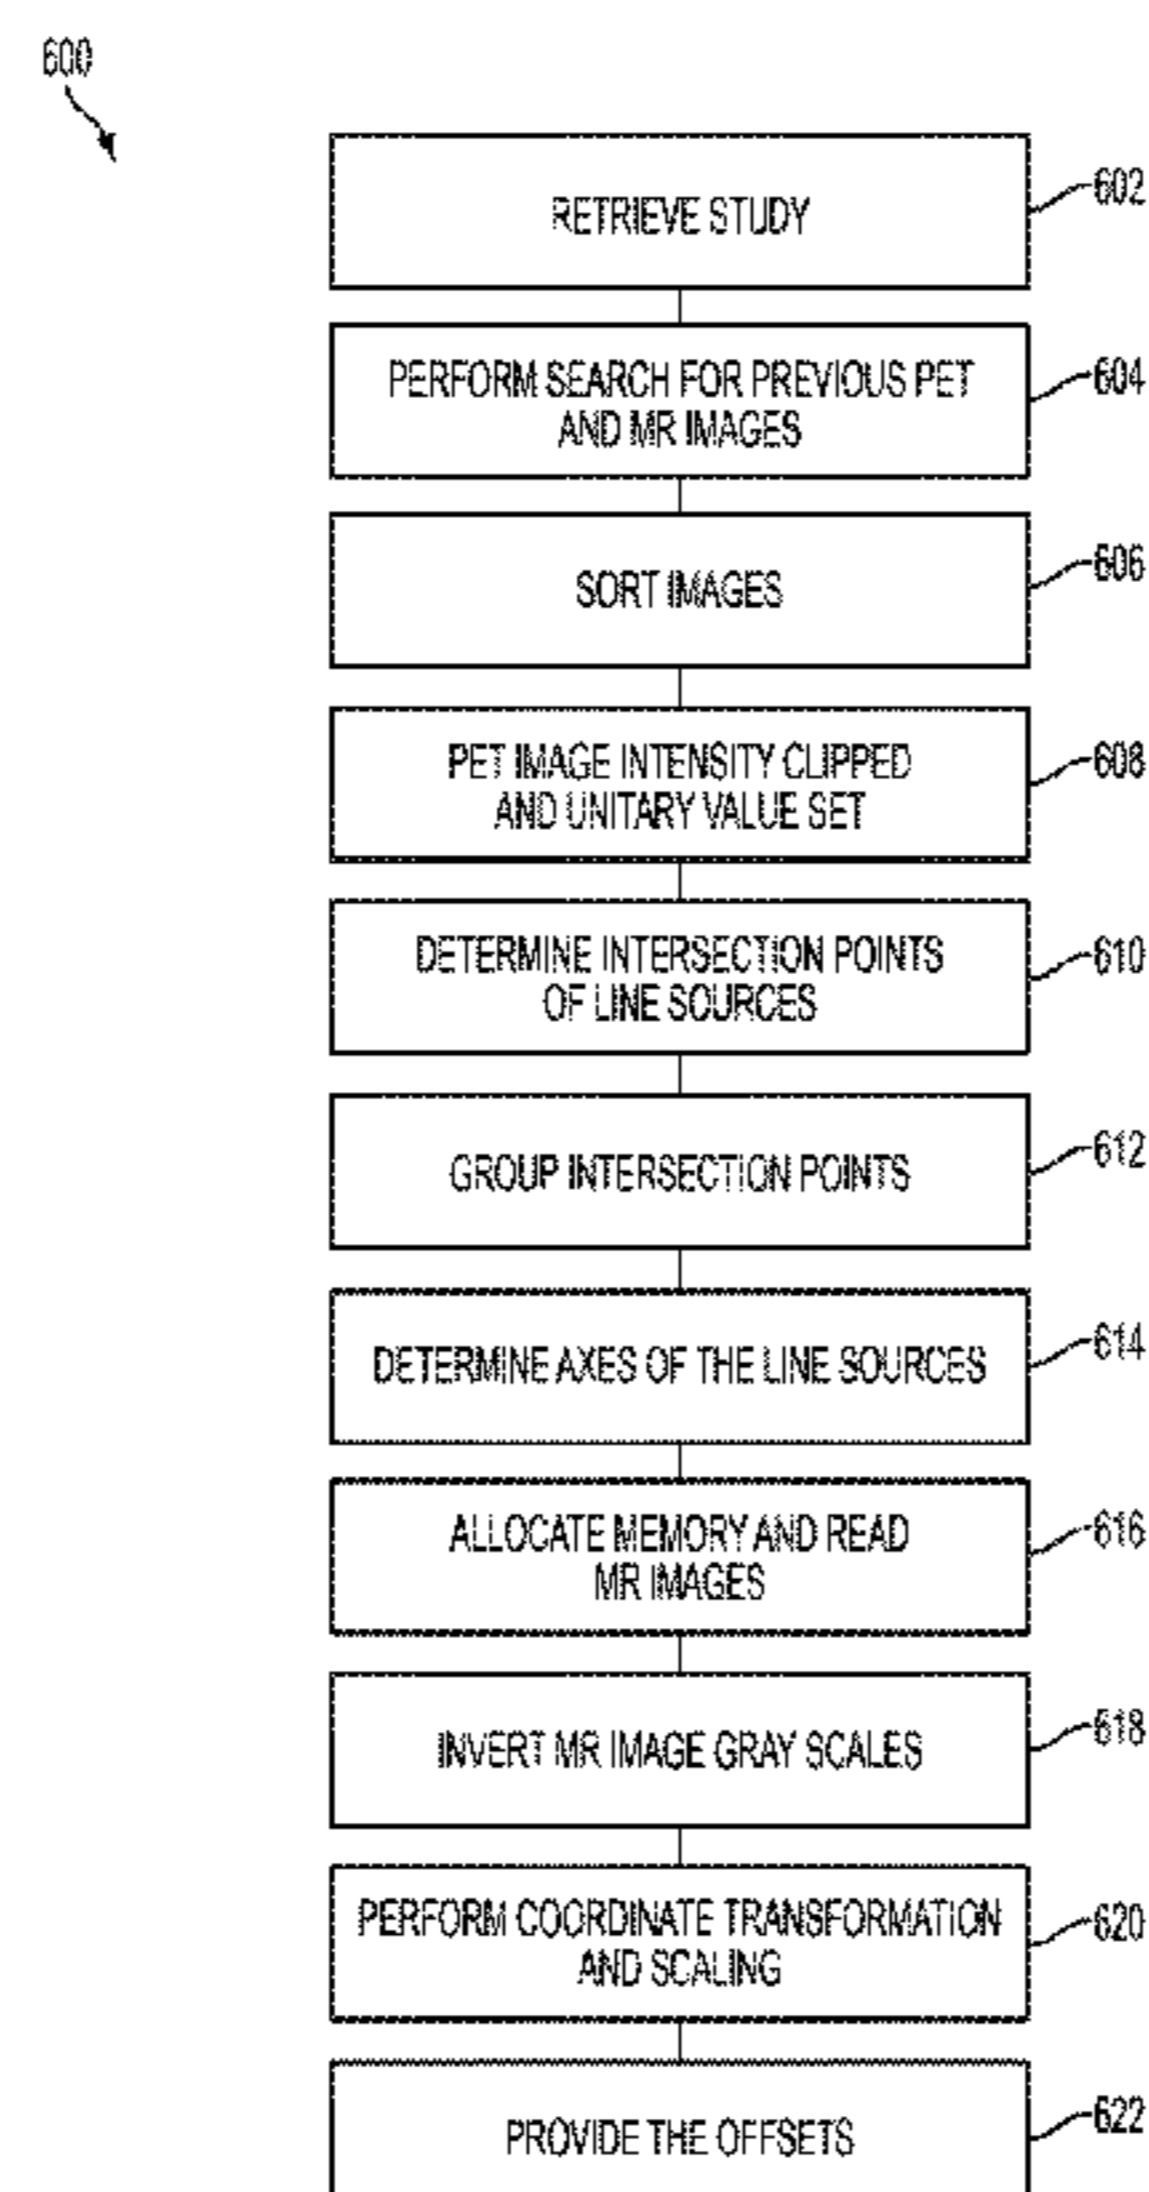 600
RETRIEVE STUDY
602
PERFORM SEARCH FOR PREVIOUS PET
AND MR IMAGES
604
SORT IMAGES
606
PET IMAGE INTENSITY CLIPPED
AND UNITARY VALUE SET
608
DETERMINE INTERSECTION POINTS
OF LINE SOURCES
610
GROUP INTERSECTION POINTS
612
DETERMINE AXES OF THE LINE SOURCES
614
ALLOCATE MEMORY AND READ
MR IMAGES
616
INVERT MR IMAGE GRAY SCALES
618
PERFORM COORDINATE TRANSFORMATION
AND SCALING
620
PROVIDE THE OFFSETS
622